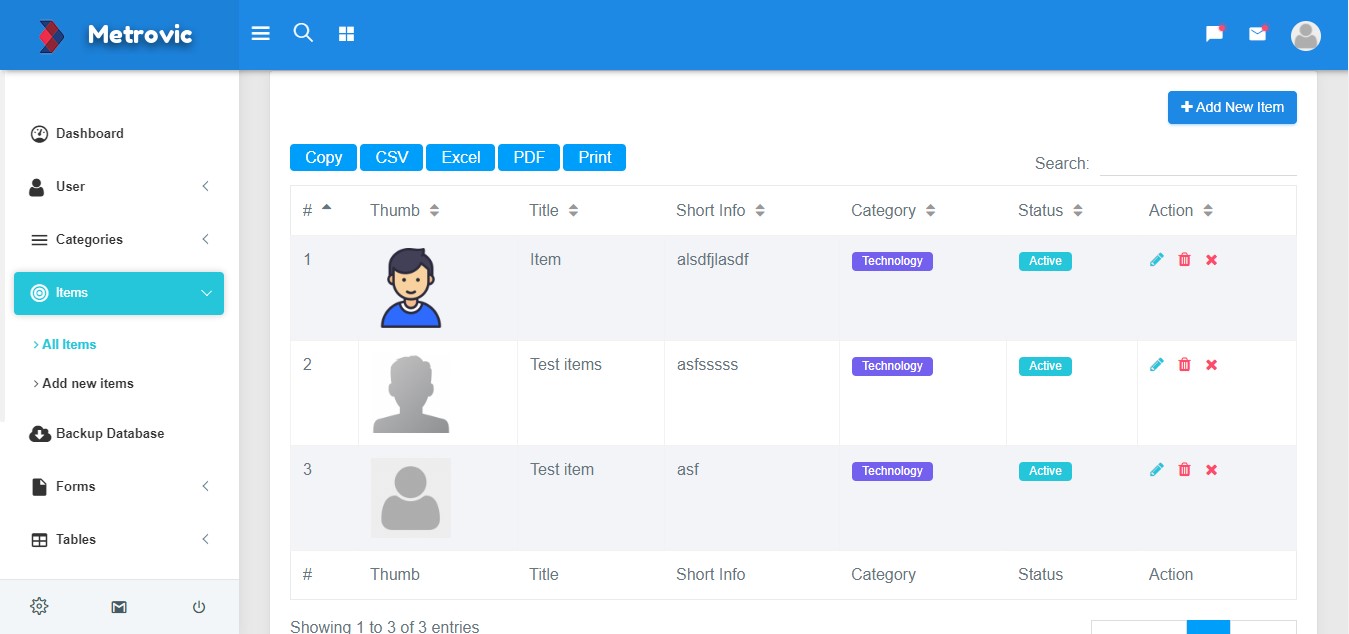 Metrovic
Dashboard
User
Categories
Items
> All Items
> Add new items
Backup Database
Forms
Tables
+ Add New Item
Copy CSV Excel PDF Print
Search:
# Thumb Title Short Info Category Status Action
1 Item alsdfjlasdf Technology Active
2 Test items asfsssss Technology Active
3 Test item asf Technology Active
# Thumb Title Short Info Category Status Action
Showing 1 to 3 of 3 entries